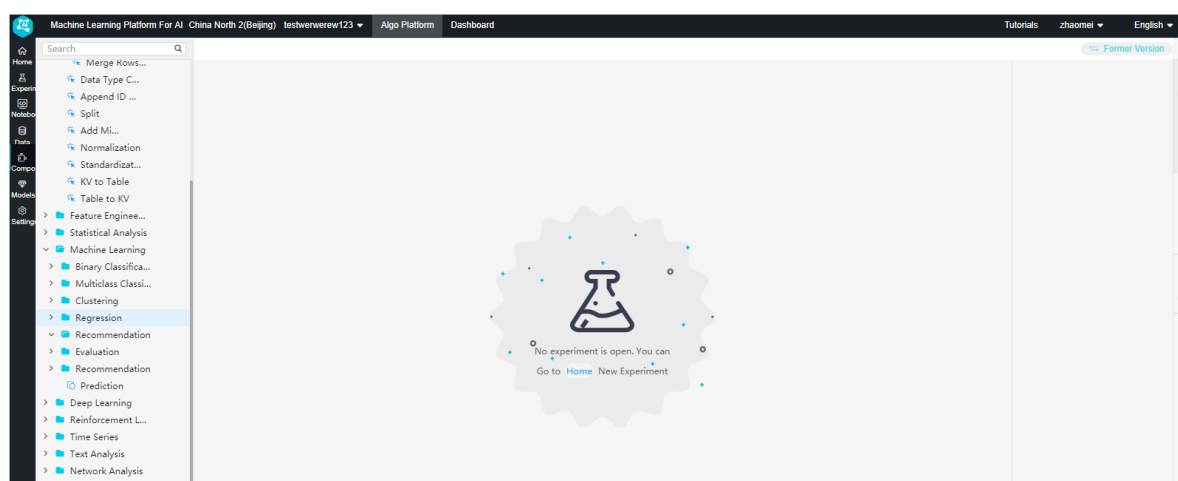 Machine Learning Platform For AI China North 2(Beijing) testwerwerew123 Algo Platform Dashboard Tutorials zhaomei English
Search
Former Version
Home
Experin
Notebo
Data
Compo
Models
Settings
Merge Rows...
Data Type C...
Append ID ...
Split
Add Mi...
Normalization
Standardizat...
KV to Table
Table to KV
Feature Enginee...
Statistical Analysis
Machine Learning
Binary Classifica...
Multiclass Classi...
Clustering
Regression
Recommendation
Evaluation
Recommendation
Prediction
Deep Learning
Reinforcement L...
Time Series
Text Analysis
Network Analysis
No experiment is open. You can
Go to Home New Experiment